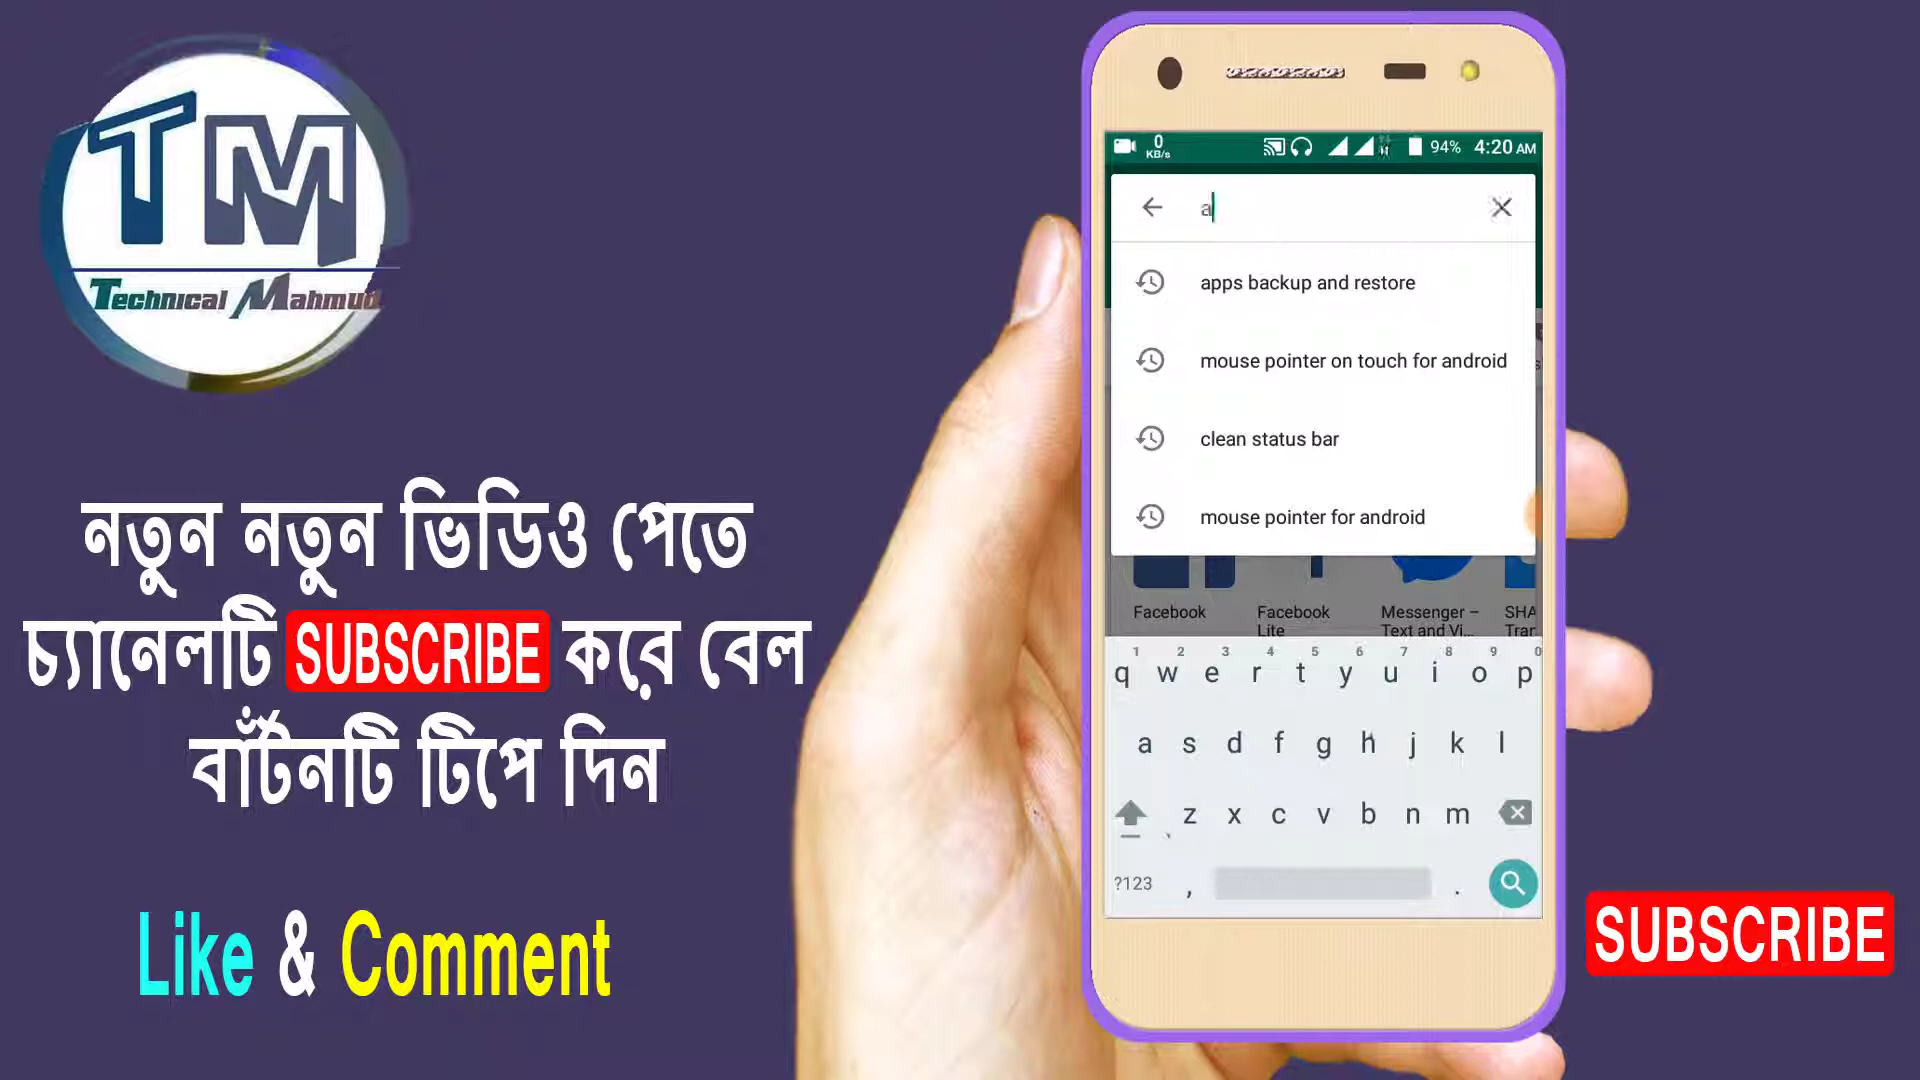 TM
Technical Mahmud
নতুন নতুন ভিডিও পেতে
চ্যানেলটি SUBSCRIBE করে বেল
বাঁটনটি টিপে দিন
Like & Comment
0
KB/s
94% 4:20 AM
a
apps backup and restore
mouse pointer on touch for android
clean status bar
mouse pointer for android
Facebook
Facebook
Lite
Messenger –
Text and Vi...
SHA
Tran
1 2 3 4 5 6 7 8 9 0
q w e r t y u i o p
a s d f g h j k l
z x c v b n m
?123 , .
SUBSCRIBE